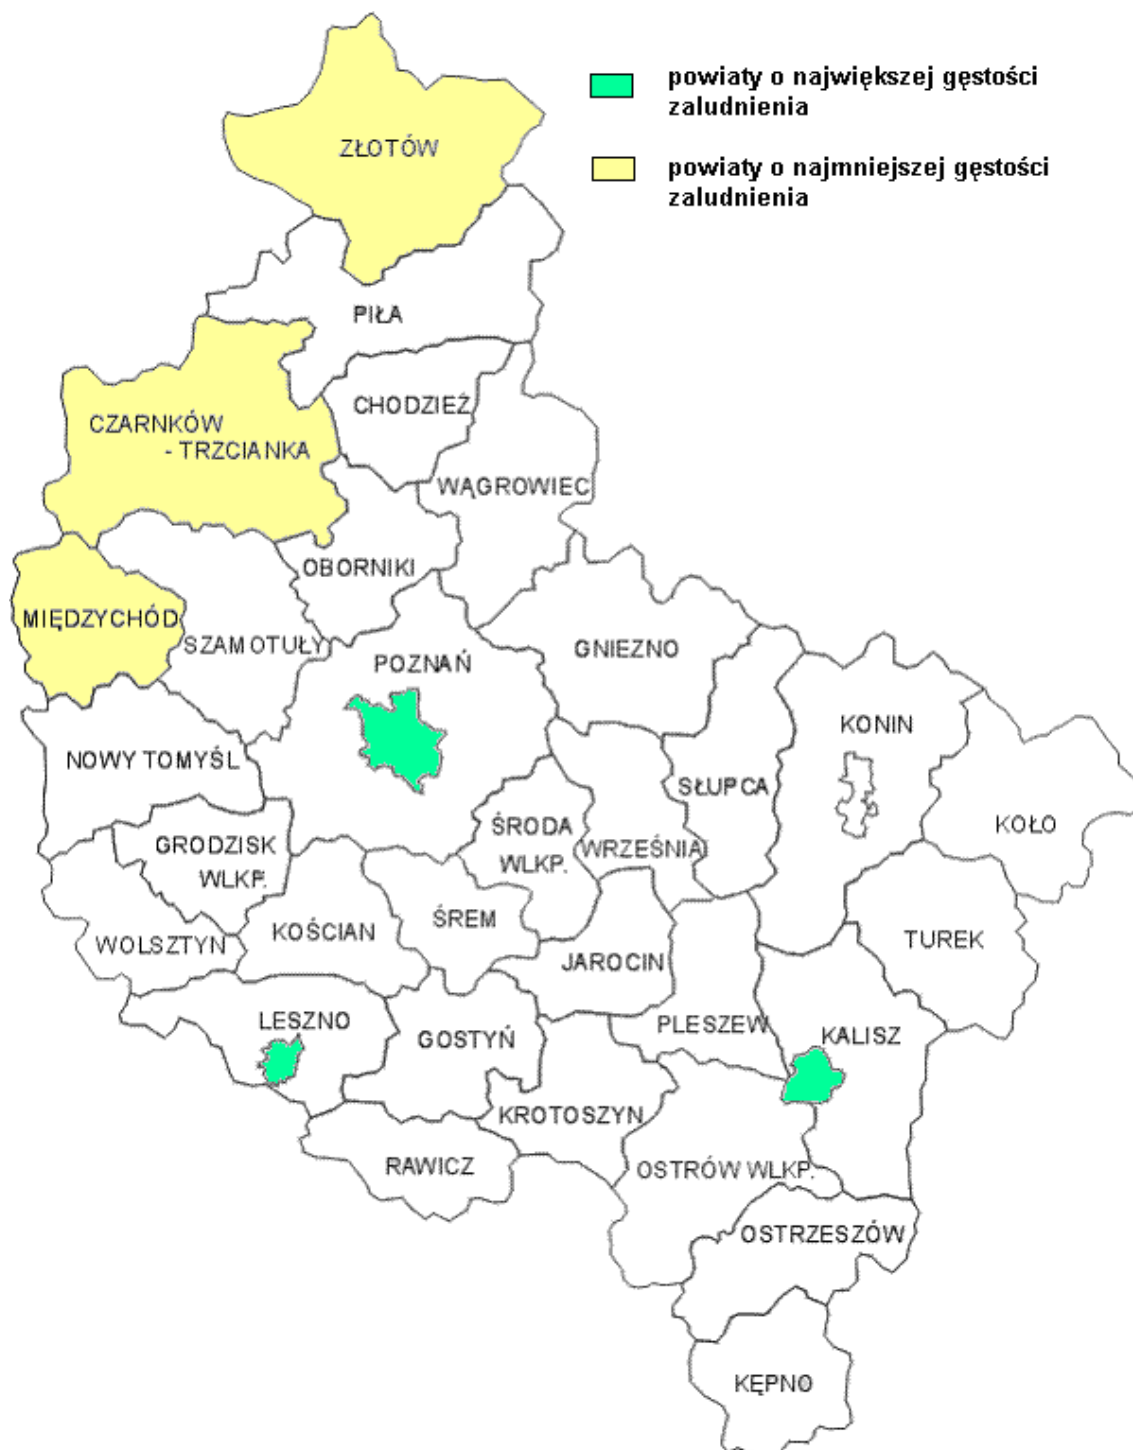 powiaty o największej gęstości
zaludnienia
powiaty o najmniejszej gęstości
zaludnienia
ZŁOTÓW
PIŁA
CHODZIEŻ
CZARNKÓW
- TRZCIANKA
WĄGROWIEC
OBORNIKI
MIĘDZYCHÓD
SZAMOTUŁY
POZNAŃ
GNIEZNO
KONIN
NOWY TOMYŚL
SŁUPCA
KOŁO
ŚRODA
WLKP.
WRZEŚNIA
GRODZISK
WLKP.
WOLSZTYN
KOŚCIAN
ŚREM
TUREK
JAROCIN
LESZNO
GOSTYŃ
PLESZEW
KALISZ
KROTOSZYN
RAWICZ
OSTRÓW WLKP.
OSTRZESZÓW
KĘPNO